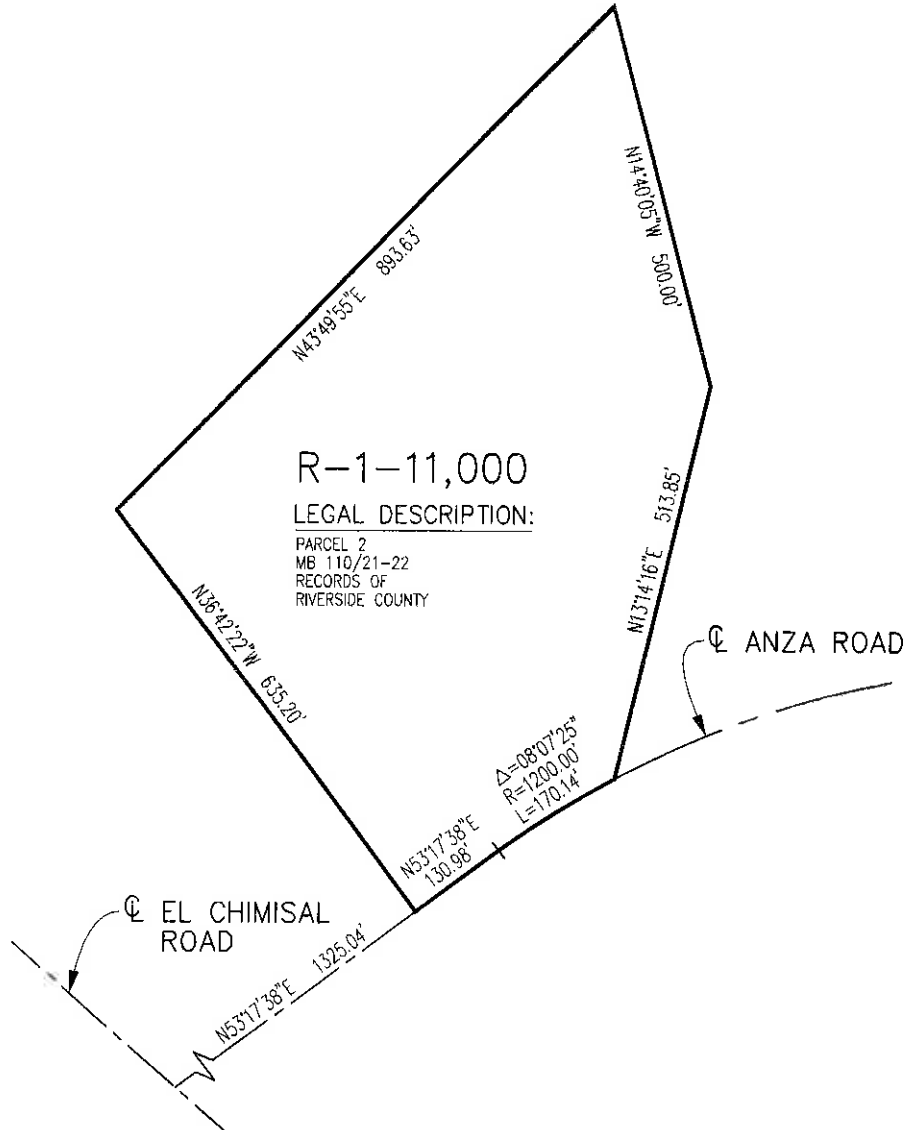 N14°40'05"W 500.00'
N43°49'55"E 893.63'
R-1-11,000
LEGAL DESCRIPTION:
PARCEL 2
MB 110/21-22
RECORDS OF
RIVERSIDE COUNTY
N13°14'16"E 513.85'
N36°42'22"W 635.20'
℄ ANZA ROAD
Δ=08°07'25"
R=1200.00'
L=170.14'
N53°17'38"E
130.98'
℄ EL CHIMISAL
ROAD
N53°17'38"E 1325.04'